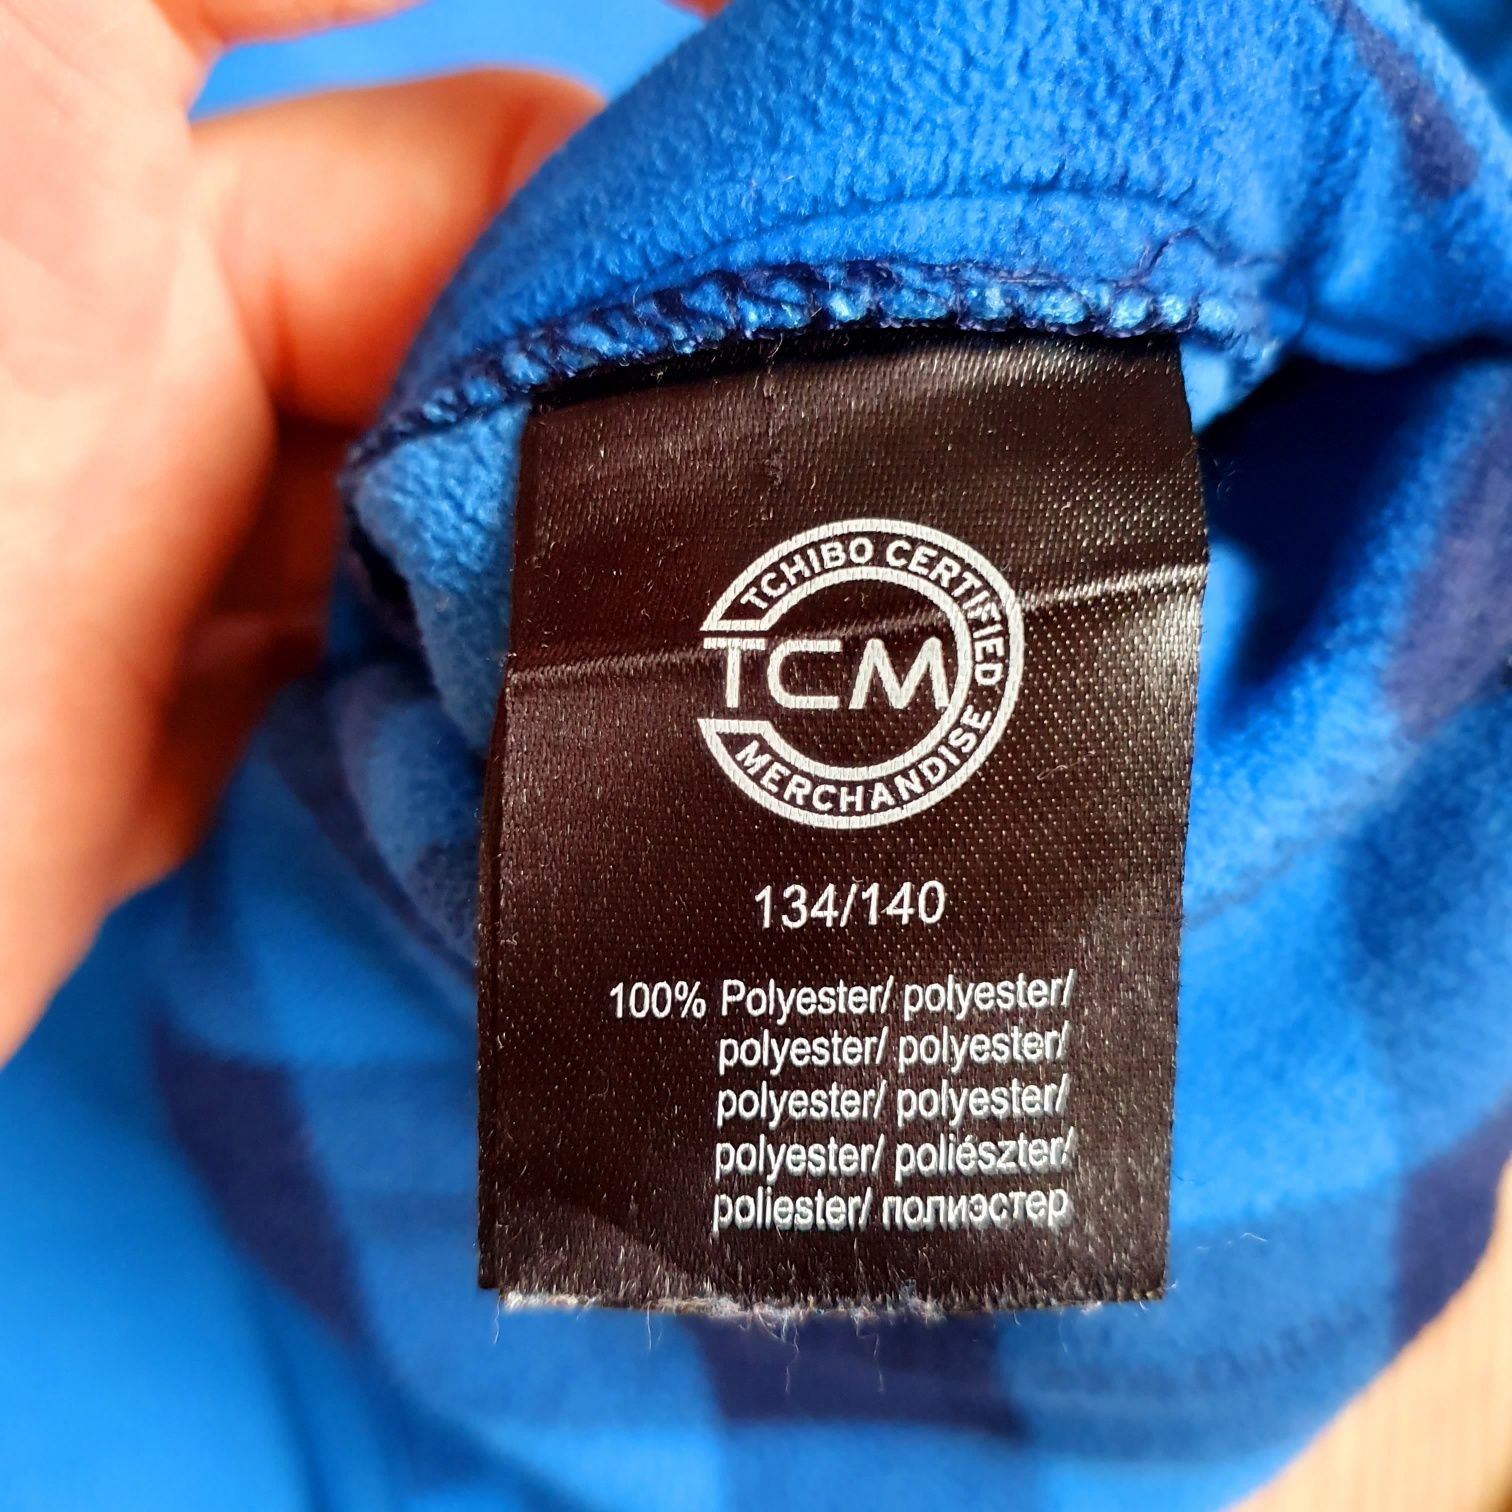 TCHIBO CERTIFIED
TCM
MERCHANDISE
134/140
100% Polyester/ polyester/
polyester/ polyester/
polyester/ polyester/
polyester/ poliészter/
poliester/ полиэстер